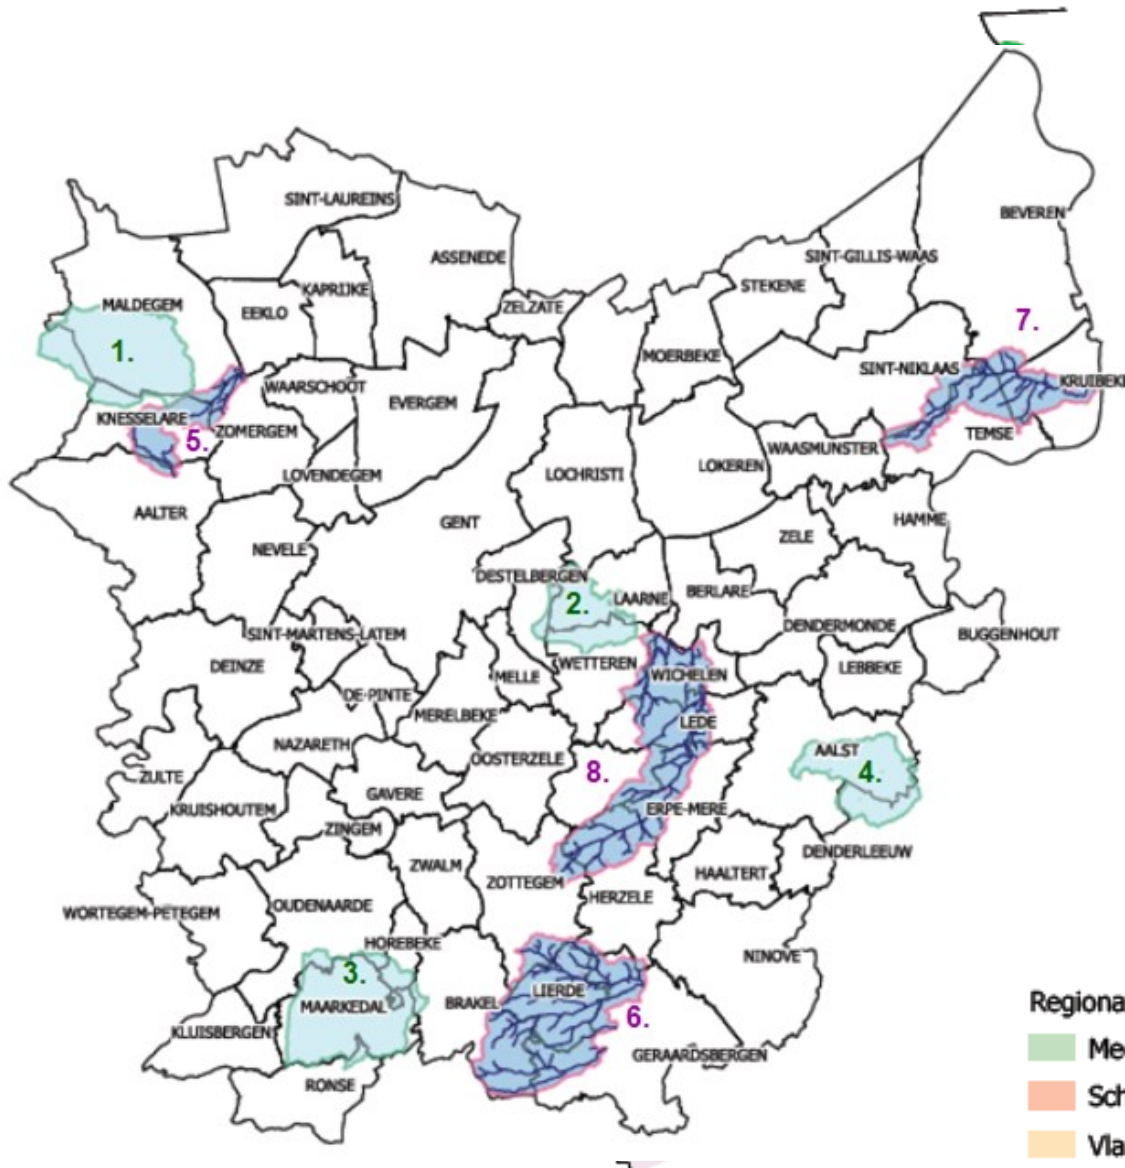 SINT-LAUREINS
BEVEREN
ASSENEDE
SINT-GILLIS-WAAS
KAPRIJKE
STEKENE
MALDEGEM
EEKLO
ZELZATE
7.
1.
MOERBEKE
SINT-NIKLAAS
KRUIBEKE
WAARSCHOOT
EVERGEM
KNESSELARE
5.
ZOMERGEM
TEMSE
WAASMUNSTER
LOKEREN
LOVENDEGEM
LOCHRISTI
AALTER
GENT
HAMME
ZELE
NEVELE
DESTELBERGEN
2.
LAARNE
BERLARE
DENDERMONDE
SINT-MARTENS-LATEM
BUGGENHOUT
DEINZE
WETTEREN
LEBBEKE
MELLE
WICHELEN
DE-PINTE
MERELBEKE
LEDE
NAZARETH
AALST
OOSTERZELE
8.
4.
ZULTE
GAVERE
KRUISHOUTEM
ERPE-MERE
ZINGEM
DENDERLEEUW
ZWALM
HAALTERT
ZOTTEGEM
HERZELE
WORTEGEM-PETEGEM
OUDENAARDE
HOREBEKE
NINOVE
3.
LIERDE
MAARKEDAL
BRAKEL
Regiona
6.
KLUISBERGEN
GERAARDSBERGEN
Me
RONSE
Sch
Vla